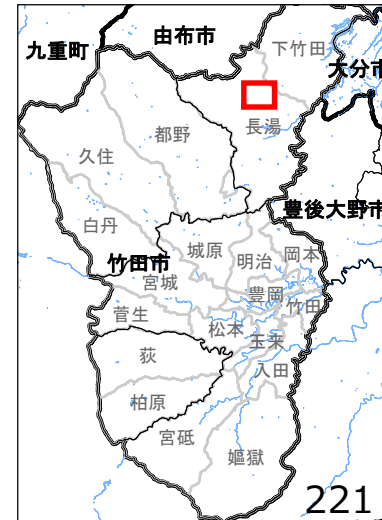 九重町
由布市
下竹田
大分市
長湯
都野
久住
白丹
豊後大野市
竹田市
城原
明治
岡本
宮城
豊岡
竹田
菅生
松本
玉来
荻
入田
柏原
宮砥
嫗獄
221